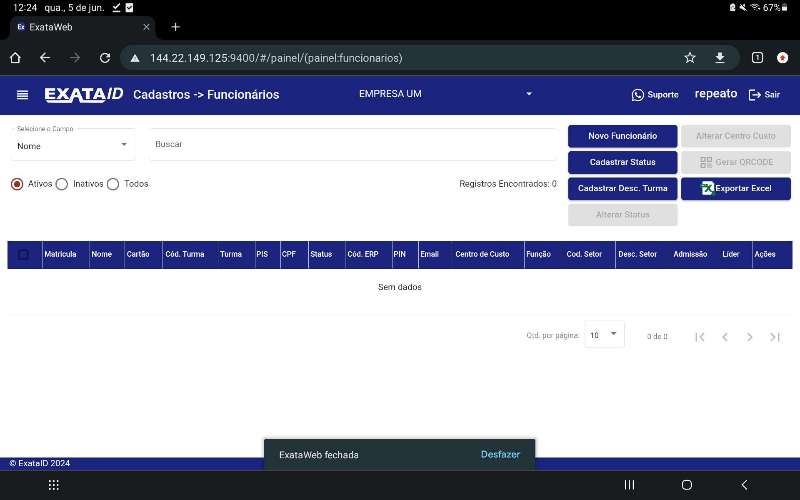 12:24 qua., 5 de jun. 67%
ExataWeb
144.22.149.125:9400/#/painel/(painel:funcionarios)
1
EXATAID Cadastros -> Funcionários EMPRESA UM Suporte repeato Sair
Selecione o Campo
Nome
Buscar
Novo Funcionário Alterar Centro Custo
Cadastrar Status Gerar QRCODE
Ativos Inativos Todos Registros Encontrados: 0
Cadastrar Desc. Turma Exportar Excel
Alterar Status
Matrícula Nome Cartão Cód. Turma Turma PIS CPF Status Cód. ERP PIN Email Centro de Custo Função Cod. Setor Desc. Setor Admissão Líder Ações
Sem dados
Qtd. por página: 10 0 de 0
ExataWeb fechada Desfazer
© ExataID 2024